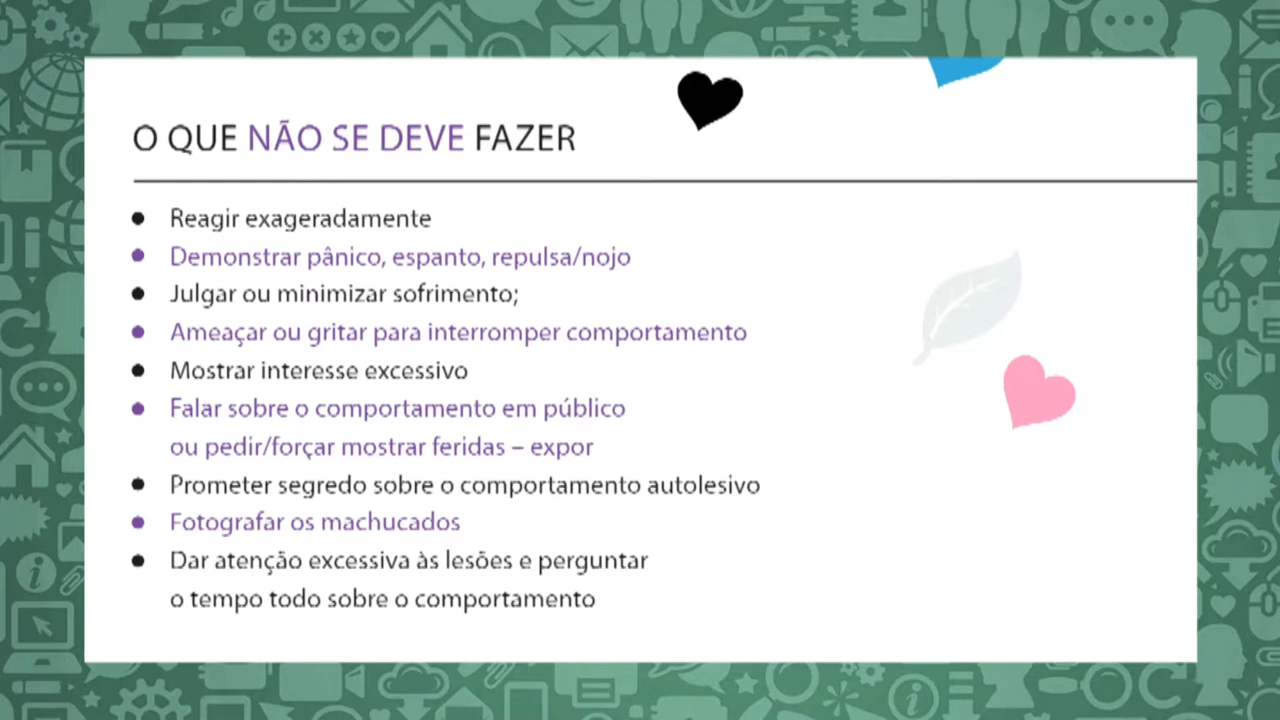 O QUE NÃO SE DEVE FAZER
● Reagir exageradamente
● Demonstrar pânico, espanto, repulsa/nojo
● Julgar ou minimizar sofrimento;
● Ameaçar ou gritar para interromper comportamento
● Mostrar interesse excessivo
● Falar sobre o comportamento em público
ou pedir/forçar mostrar feridas – expor
● Prometer segredo sobre o comportamento autolesivo
● Fotografar os machucados
● Dar atenção excessiva às lesões e perguntar
o tempo todo sobre o comportamento